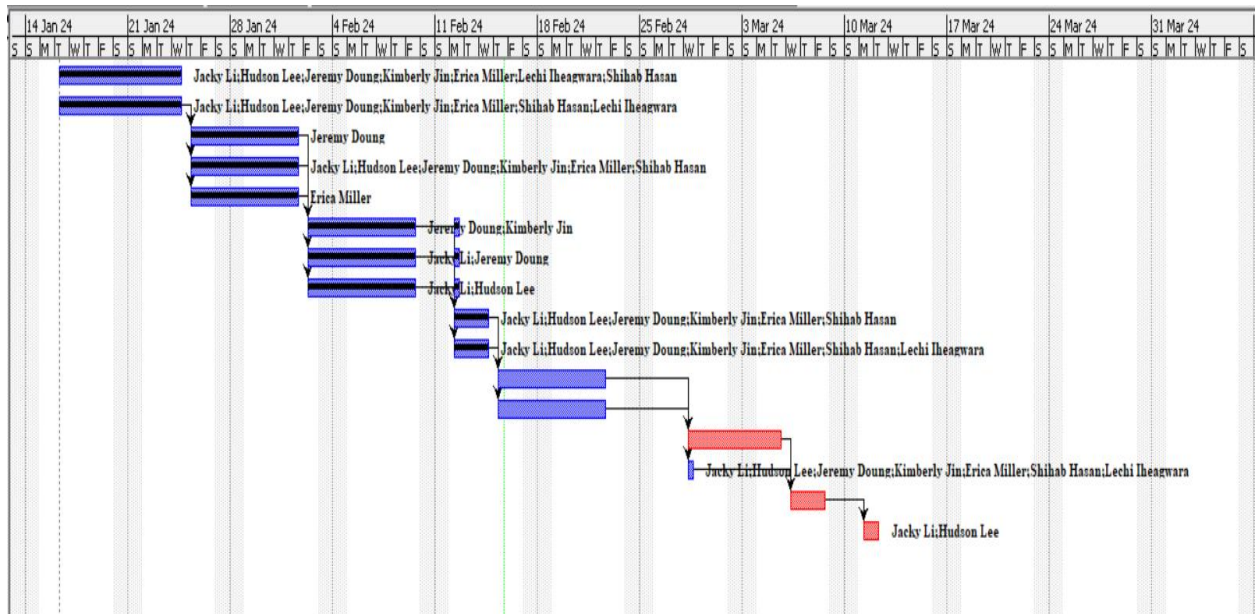 14 Jan 24 21 Jan 24 28 Jan 24 4 Feb 24 11 Feb 24 18 Feb 24 25 Feb 24 3 Mar 24 10 Mar 24 17 Mar 24 24 Mar 24 31 Mar 24
S S M T W T F S S M T W T F S S M T W T F S S M T W T F S S M T W T F S S M T W T F S S M T W T F S S M T W T F S S M T W T F S S M T W T F S S M T W T F S S M T W T F S
Jacky Li;Hudson Lee;Jeremy Doung;Kimberly Jin;Erica Miller;Lechi Iheagwara;Shihab Hasan
Jacky Li;Hudson Lee;Jeremy Doung;Kimberly Jin;Erica Miller;Shihab Hasan;Lechi Iheagwara
Jeremy Doung
Jacky Li;Hudson Lee;Jeremy Doung;Kimberly Jin;Erica Miller;Shihab Hasan
Erica Miller
Jeremy Doung;Kimberly Jin
Jacky Li;Jeremy Doung
Jacky Li;Hudson Lee
Jacky Li;Hudson Lee;Jeremy Doung;Kimberly Jin;Erica Miller;Shihab Hasan
Jacky Li;Hudson Lee;Jeremy Doung;Kimberly Jin;Erica Miller;Shihab Hasan;Lechi Iheagwara
Jacky Li;Hudson Lee;Jeremy Doung;Kimberly Jin;Erica Miller;Shihab Hasan;Lechi Iheagwara
Jacky Li;Hudson Lee